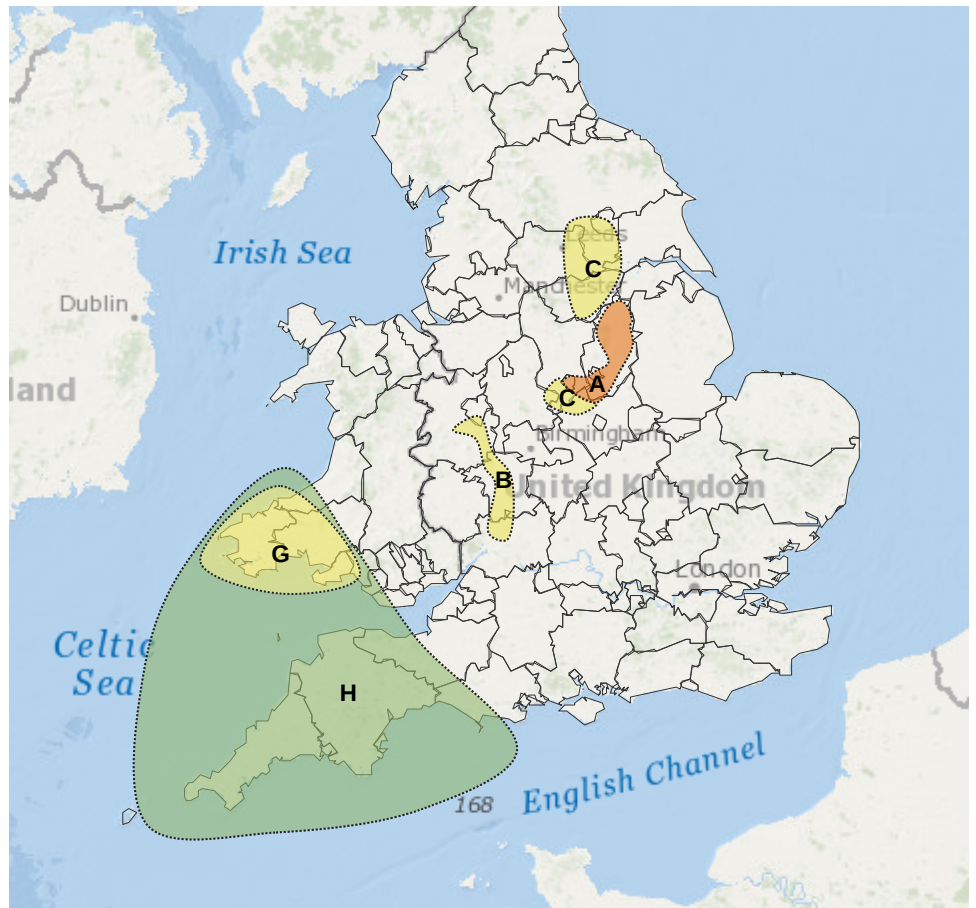 Leeds
Irish Sea
C
Manchester
Dublin
land
A
C
Birmingham
B
United Kingdom
G
London
Celtic
Sea
H
English Channel
168